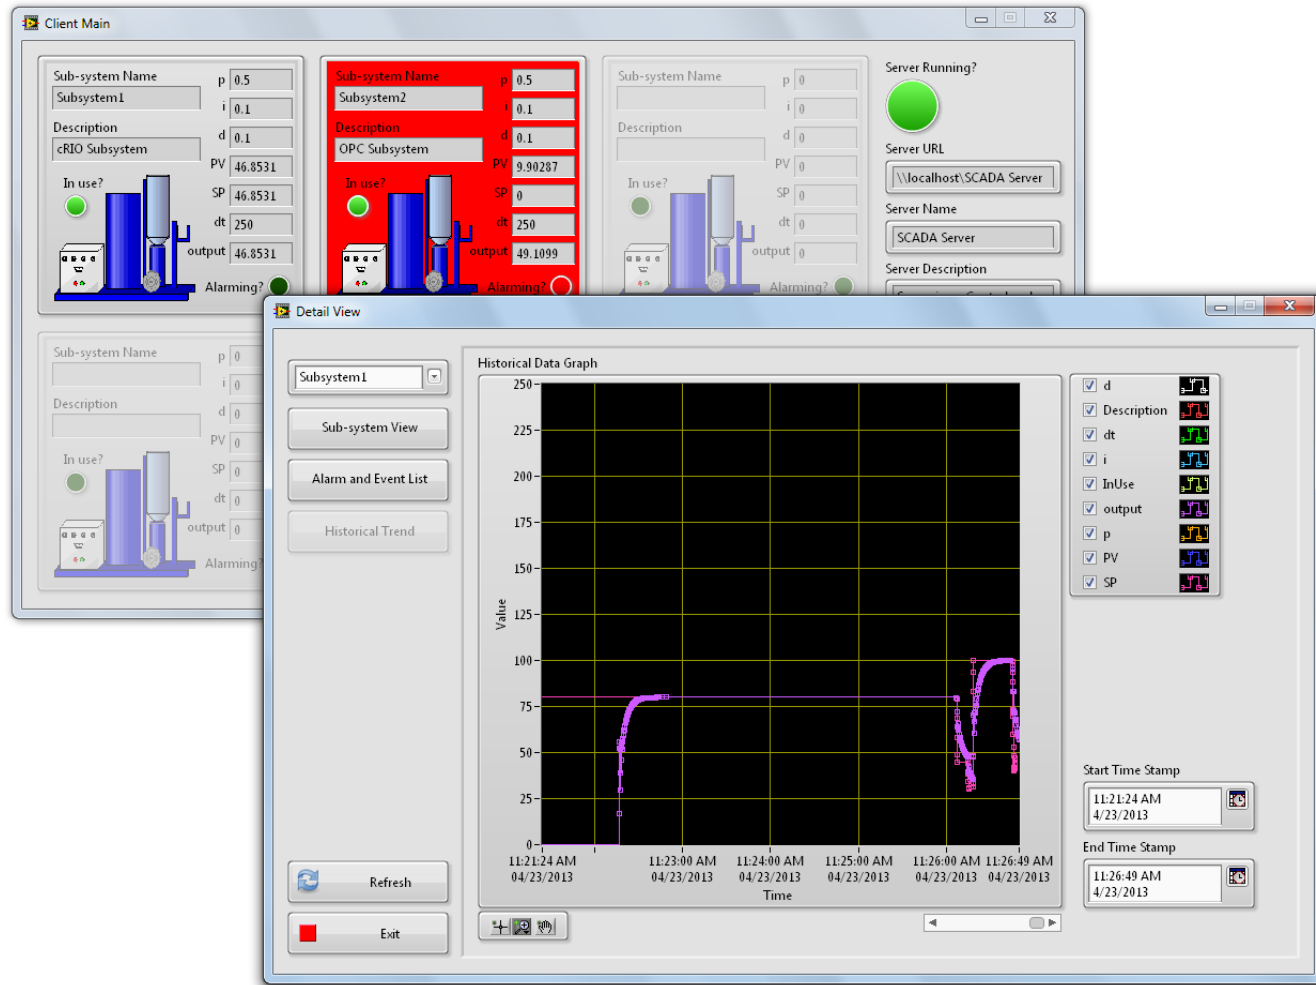 Client Main
Sub-system Name
Subsystem1
Description
cRIO Subsystem
In use?
p 0.5
i 0.1
d 0.1
PV 46.8531
SP 46.8531
dt 250
output 46.8531
Alarming?
Sub-system Name
Subsystem2
Description
OPC Subsystem
In use?
p 0.5
i 0.1
d 0.1
PV 9.90287
SP 0
dt 250
output 49.1099
Alarming?
Sub-system Name
Description
In use?
p 0
i 0
d 0
PV 0
SP 0
dt 0
output 0
Alarming?
Server Running?
Server URL
\\localhost\SCADA Server
Server Name
SCADA Server
Server Description
Sub-system Name
Description
In use?
p 0
i 0
d 0
PV 0
SP 0
dt 0
output 0
Alarming?
Detail View
Subsystem1
Sub-system View
Alarm and Event List
Historical Trend
Refresh
Exit
Historical Data Graph
250
225
200
175
150
125
100
75
50
25
0
Value
11:21:24 AM 11:23:00 AM 11:24:00 AM 11:25:00 AM 11:26:00 AM 11:26:49 AM
04/23/2013 04/23/2013 04/23/2013 04/23/2013 04/23/2013 04/23/2013
Time
d
Description
dt
i
InUse
output
p
PV
SP
Start Time Stamp
11:21:24 AM
4/23/2013
End Time Stamp
11:26:49 AM
4/23/2013